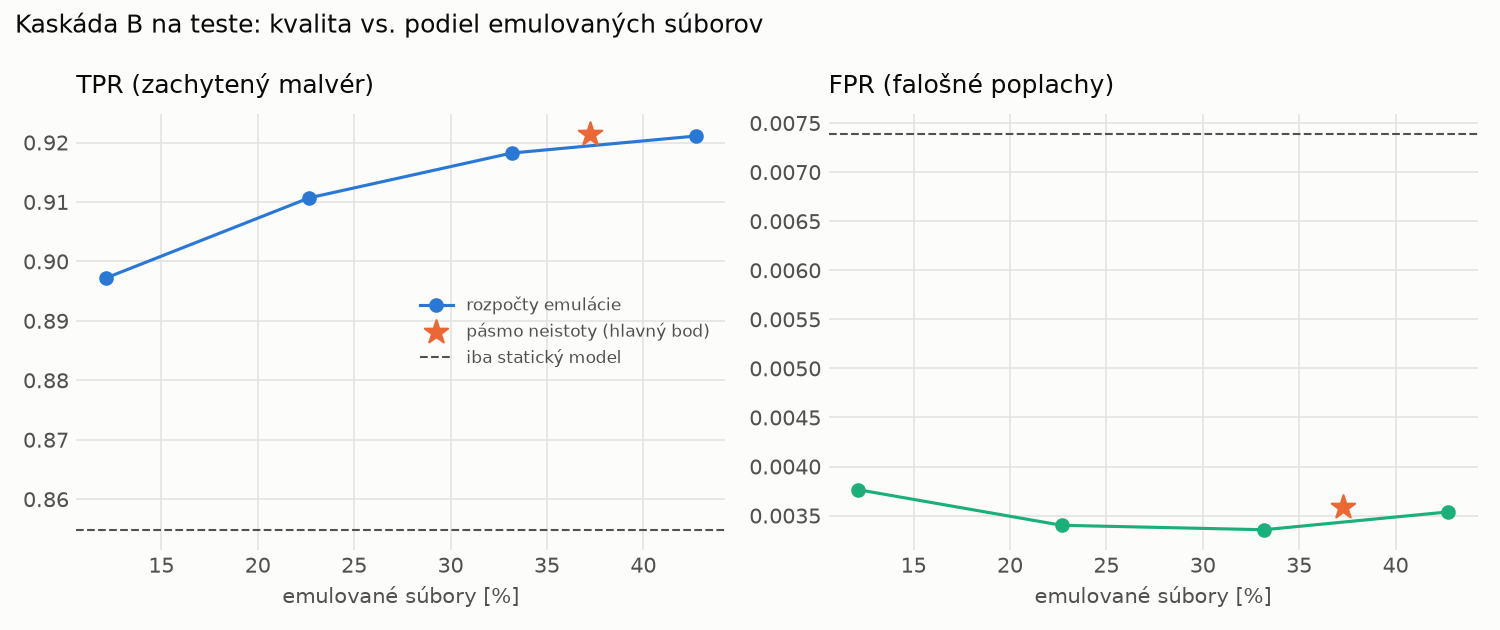 Kaskáda B na teste: kvalita vs. podiel emulovaných súborov
TPR (zachytený malvér)
0.92
0.91
0.90
0.89
0.88
0.87
0.86
rozpočty emulácie
pásmo neistoty (hlavný bod)
iba statický model
15 20 25 30 35 40
emulované súbory [%]
FPR (falošné poplachy)
0.0075
0.0070
0.0065
0.0060
0.0055
0.0050
0.0045
0.0040
0.0035
15 20 25 30 35 40
emulované súbory [%]